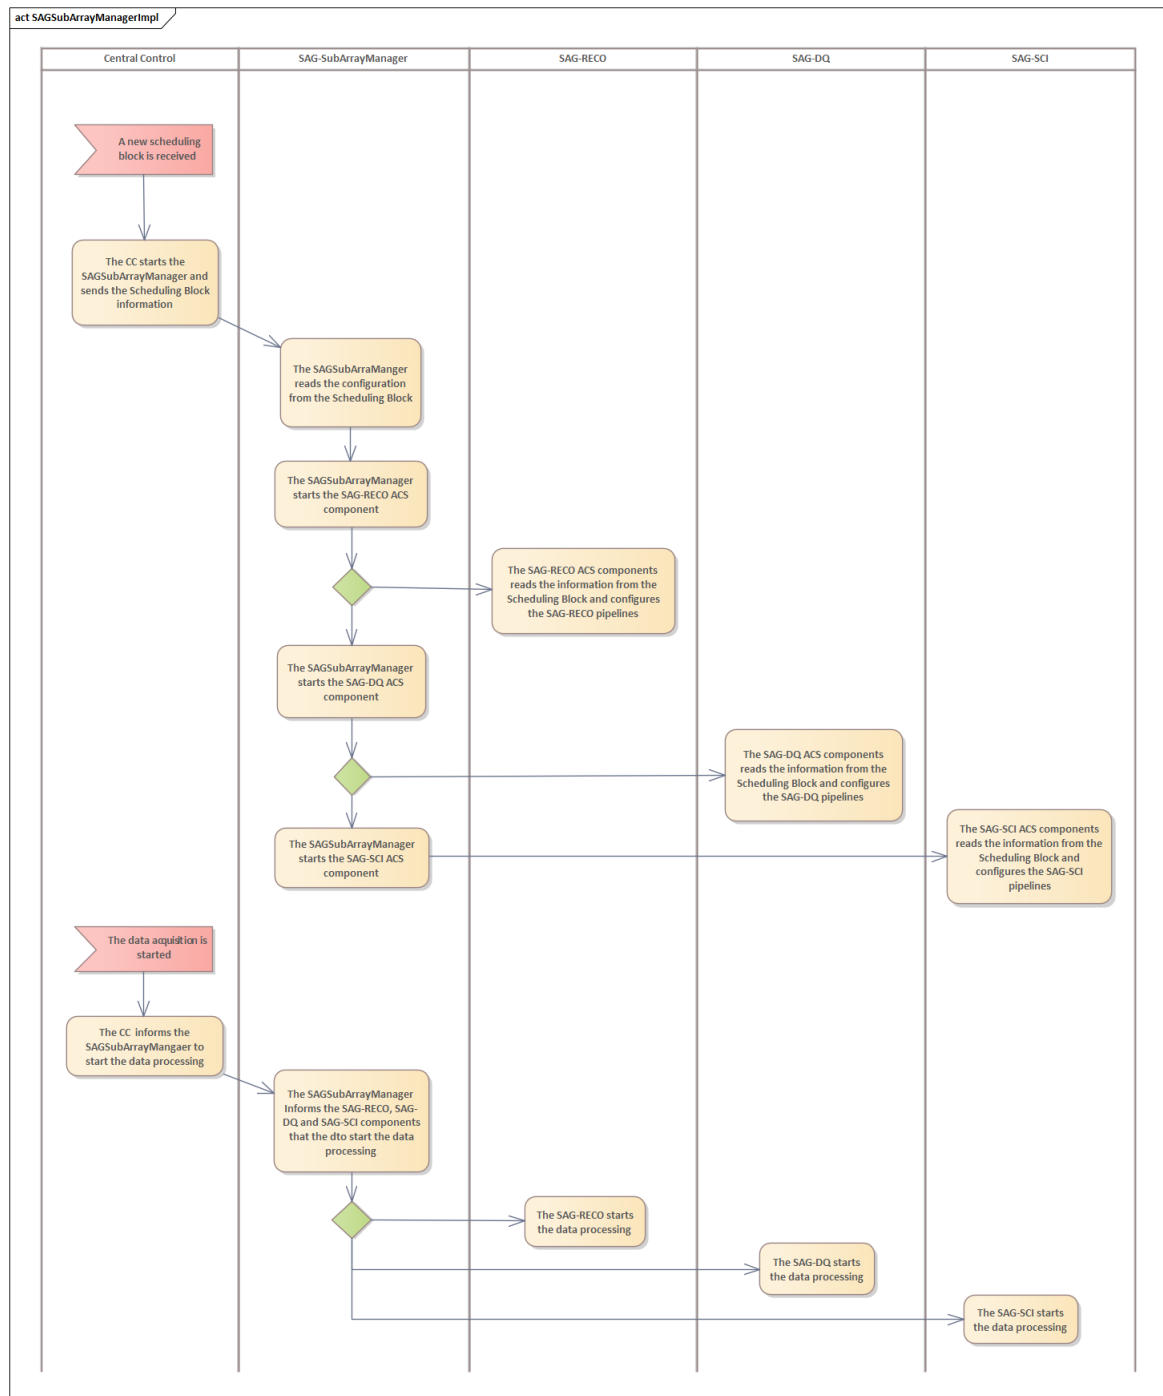 act SAGSubArrayManagerImpl
Central Control
SAG-SubArrayManager
SAG-RECO
SAG-DQ
SAG-SCI
A new scheduling
block is received
The CC starts the
SAGSubArrayManager and
sends the Scheduling Block
information
The SAGSubArraManger
reads the configuration
from the Scheduling Block
The SAGSubArrayManager
starts the SAG-RECO ACS
component
The SAG-RECO ACS components
reads the information from the
Scheduling Block and configures
the SAG-RECO pipelines
The SAGSubArrayManager
starts the SAG-DQ ACS
component
The SAG-DQ ACS components
reads the information from the
Scheduling Block and configures
the SAG-DQ pipelines
The SAGSubArrayManager
starts the SAG-SCI ACS
component
The SAG-SCI ACS components
reads the information from the
Scheduling Block and
configures the SAG-SCI
pipelines
The data acquisition is
started
The CC informs the
SAGSubArrayMangaer to
start the data processing
The SAGSubArrayManager
Informs the SAG-RECO, SAG-
DQ and SAG-SCI components
that the dto start the data
processing
The SAG-RECO starts
the data processing
The SAG-DQ starts
the data processing
The SAG-SCI starts
the data processing